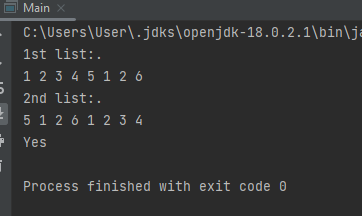 Main
C:\Users\User\.jdks\openjdk-18.0.2.1\bin\ja
1st list:.
1 2 3 4 5 1 2 6
2nd list:.
5 1 2 6 1 2 3 4
Yes
Process finished with exit code 0